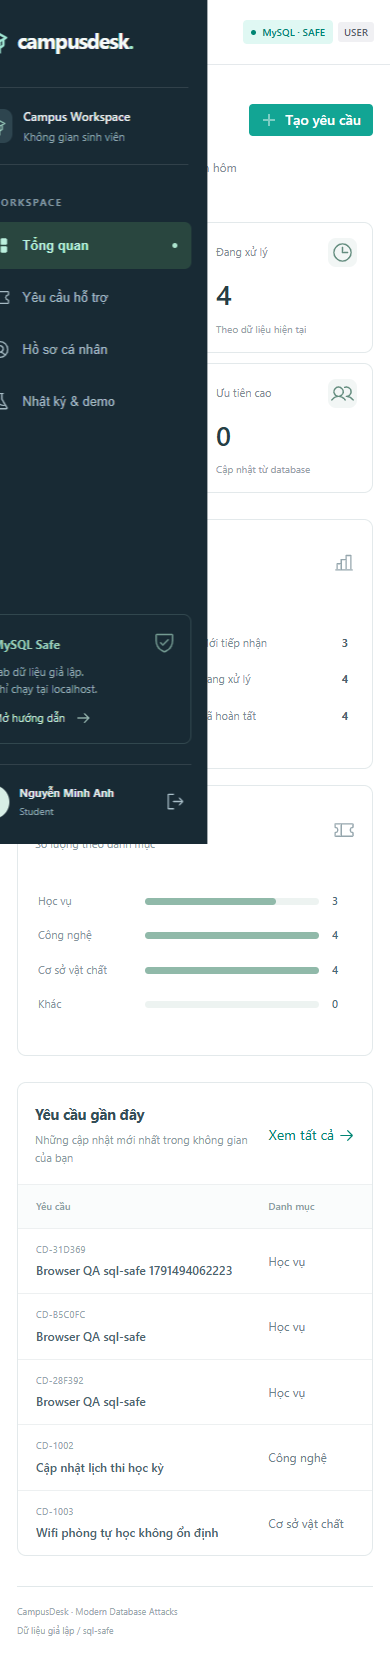 campusdesk.
Campus Workspace
Không gian sinh viên
ORKSPACE
Tổng quan
Yêu cầu hỗ trợ
Hồ sơ cá nhân
Nhật ký & demo
MySQL Safe
ab dữ liệu giả lập.
hỉ chạy tại localhost.
Mở hướng dẫn
Nguyễn Minh Anh
Student
MySQL · SAFE
USER
Tạo yêu cầu
hôm
Đang xử lý
4
Theo dữ liệu hiện tại
Ưu tiên cao
0
Cập nhật từ database
ới tiếp nhận 3
ang xử lý 4
ã hoàn tất 4
Số lượng theo danh mục
Học vụ 3
Công nghệ 4
Cơ sở vật chất 4
Khác 0
Yêu cầu gần đây
Những cập nhật mới nhất trong không gian
của bạn
Xem tất cả
Yêu cầu Danh mục
CD-31D369
Browser QA sql-safe 1791494062223 Học vụ
CD-B5C0FC
Browser QA sql-safe Học vụ
CD-28F392
Browser QA sql-safe Học vụ
CD-1002
Cập nhật lịch thi học kỳ Công nghệ
CD-1003
Wifi phòng tự học không ổn định Cơ sở vật chất
CampusDesk · Modern Database Attacks
Dữ liệu giả lập / sql-safe